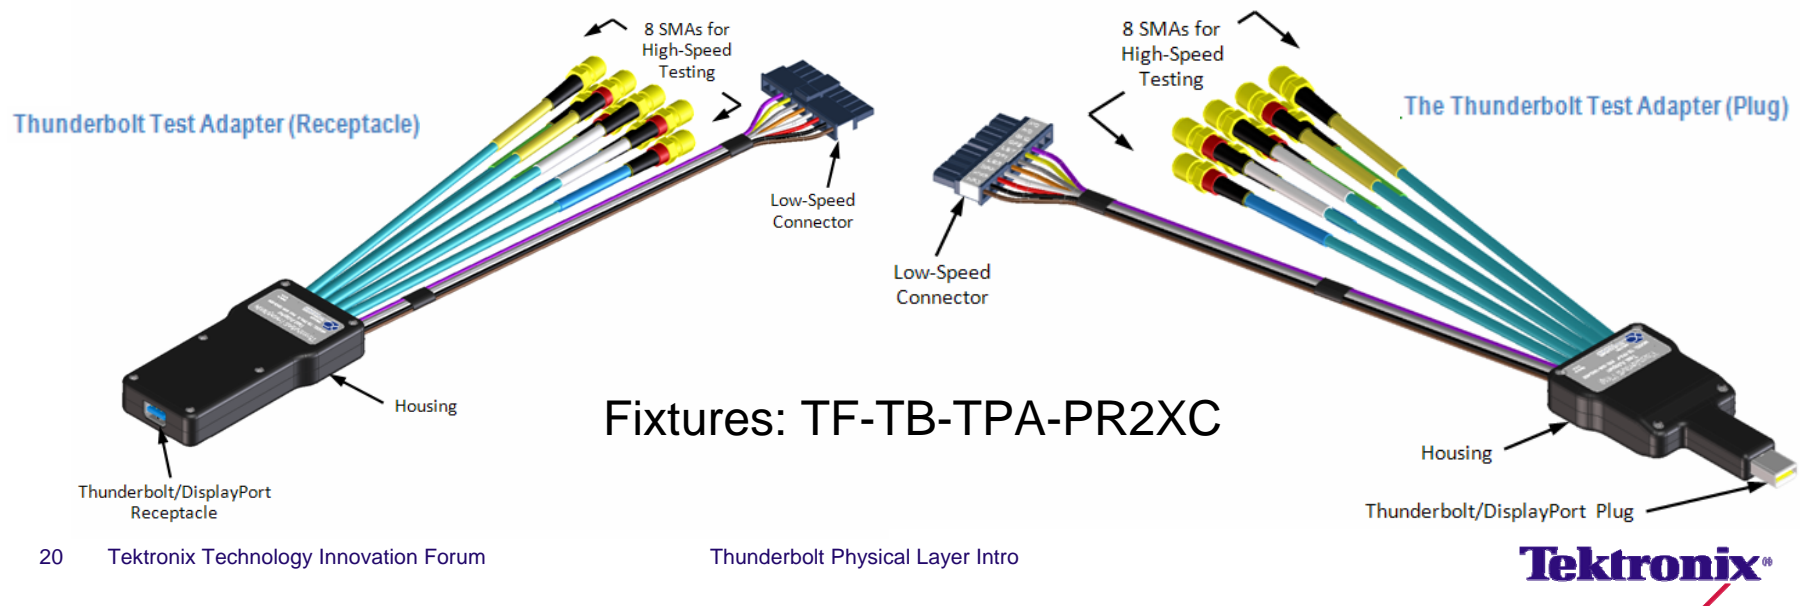 8 SMAs for
High-Speed
Testing
Thunderbolt Test Adapter (Receptacle)
Low-Speed
Connector
Housing
Thunderbolt/DisplayPort
Receptacle
8 SMAs for
High-Speed
Testing
The Thunderbolt Test Adapter (Plug)
Low-Speed
Connector
Housing
Thunderbolt/DisplayPort Plug
Fixtures: TF-TB-TPA-PR2XC
20 Tektronix Technology Innovation Forum Thunderbolt Physical Layer Intro
Tektronix®